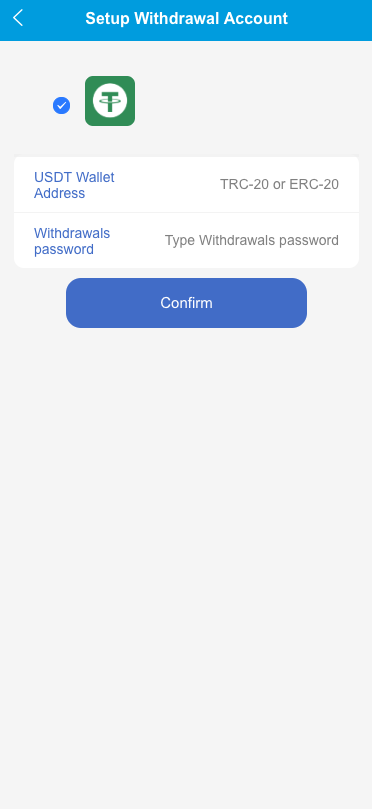 Setup Withdrawal Account
USDT Wallet
Address
TRC-20 or ERC-20
Withdrawals
password
Type Withdrawals password
Confirm